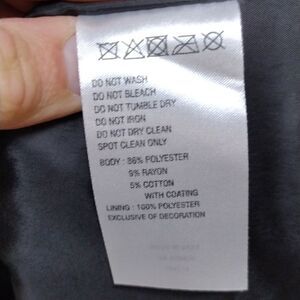 DO NOT WASH
DO NOT BLEACH
DO NOT TUMBLE DRY
DO NOT IRON
DO NOT DRY CLEAN
SPOT CLEAN ONLY
BODY : 86% POLYESTER
9% RAYON
5% COTTON
WITH COATING
LINING : 100% POLYESTER
EXCLUSIVE OF DECORATION